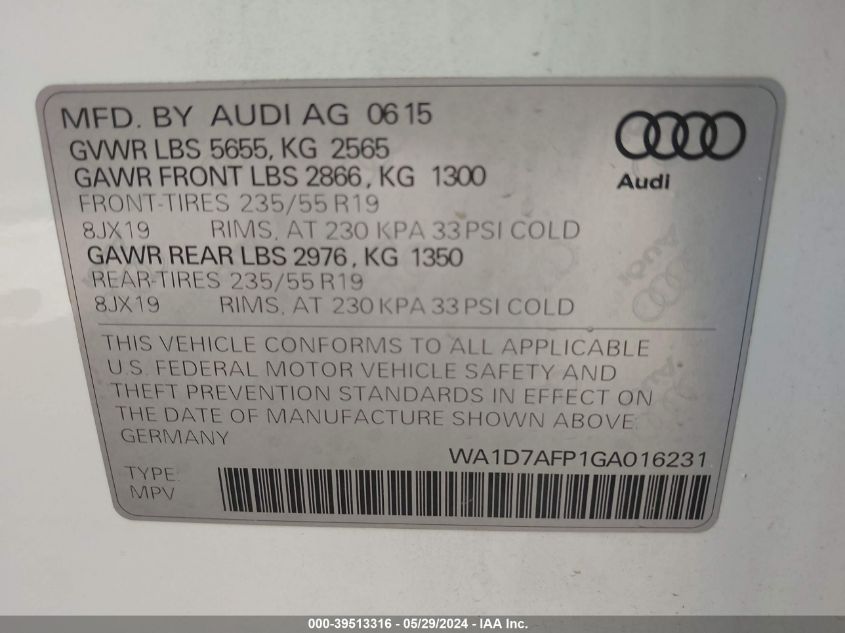 MFD. BY AUDI AG 0615
GVWR LBS 5655, KG 2565
GAWR FRONT LBS 2866, KG 1300
FRONT-TIRES 235/55 R19
8JX19 RIMS, AT 230 KPA 33 PSI COLD
GAWR REAR LBS 2976, KG 1350
REAR-TIRES 235/55 R19
8JX19 RIMS, AT 230 KPA 33 PSI COLD
Audi
THIS VEHICLE CONFORMS TO ALL APPLICABLE
U.S. FEDERAL MOTOR VEHICLE SAFETY AND
THEFT PREVENTION STANDARDS IN EFFECT ON
THE DATE OF MANUFACTURE SHOWN ABOVE.
GERMANY
WA1D7AFP1GA016231
TYPE:
MPV
Audi
Audi
000-39513316 - 05/29/2024 - IAA Inc.